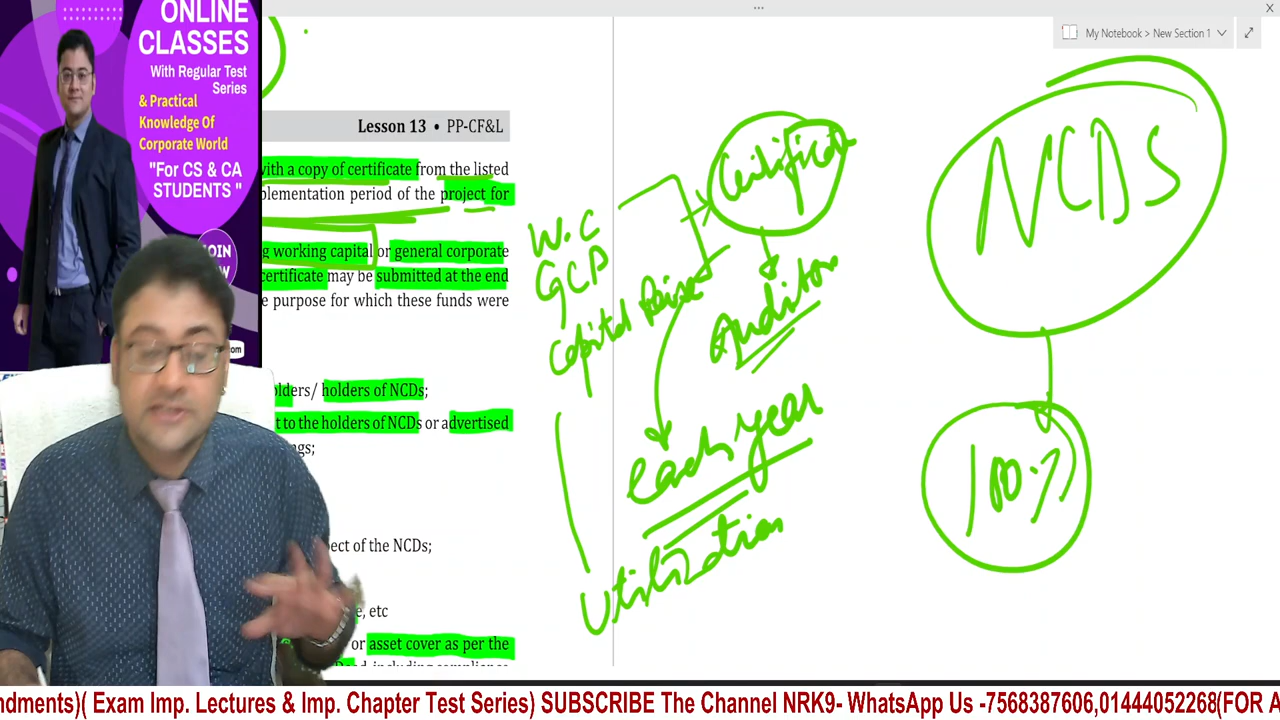 ONLINE
CLASSES
With Regular Test
Series
& Practical
Knowledge Of
Corporate World
"For CS & CA
STUDENTS "
My Notebook > New Section 1
Lesson 13 • PP-CF&L
with a copy of certificate from the listed
plementation period of the project for
working capital or general corporate
certificate may be submitted at the end
purpose for which these funds were
holders/ holders of NCDs;
t to the holders of NCDs or advertised
ngs;
pect of the NCDs;
etc
or asset cover as per the
including compliance
W.C
GCP
Capital Raise
Certificate
Auditor
each year
Utilization
NCDS
100%
ndments)( Exam Imp. Lectures & Imp. Chapter Test Series) SUBSCRIBE The Channel NRK9- WhatsApp Us -7568387606,01444052268(FOR A